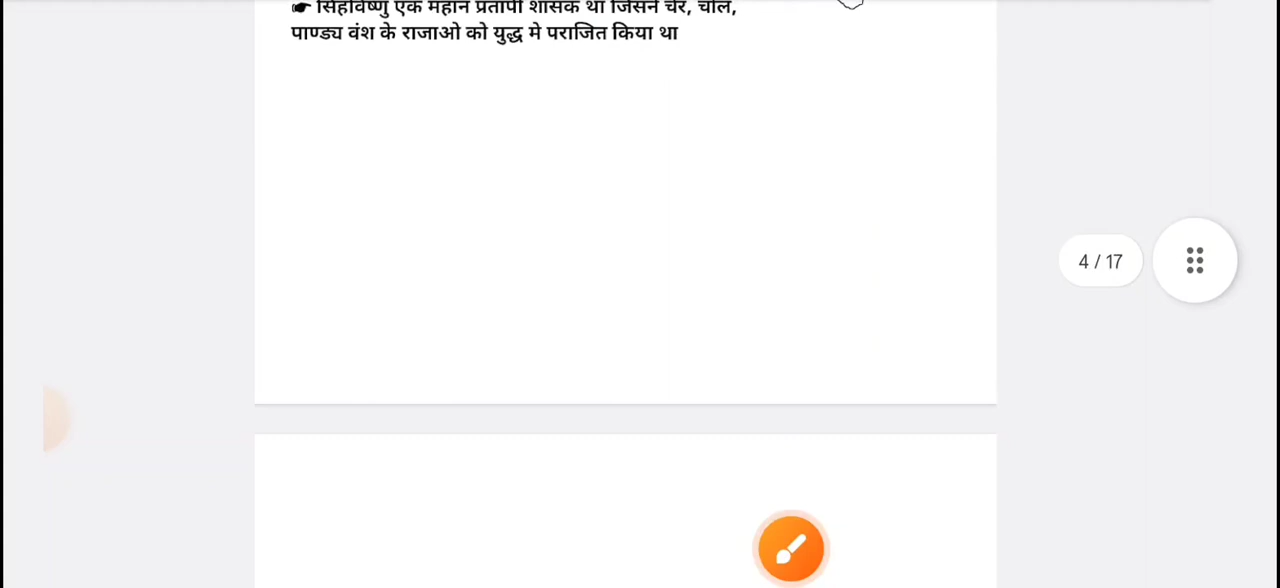 ☛ सिंहविष्णु एक महान प्रतापी शासक था जिसने चेर, चोल,
पाण्ड्य वंश के राजाओ को युद्ध मे पराजित किया था
4 / 17